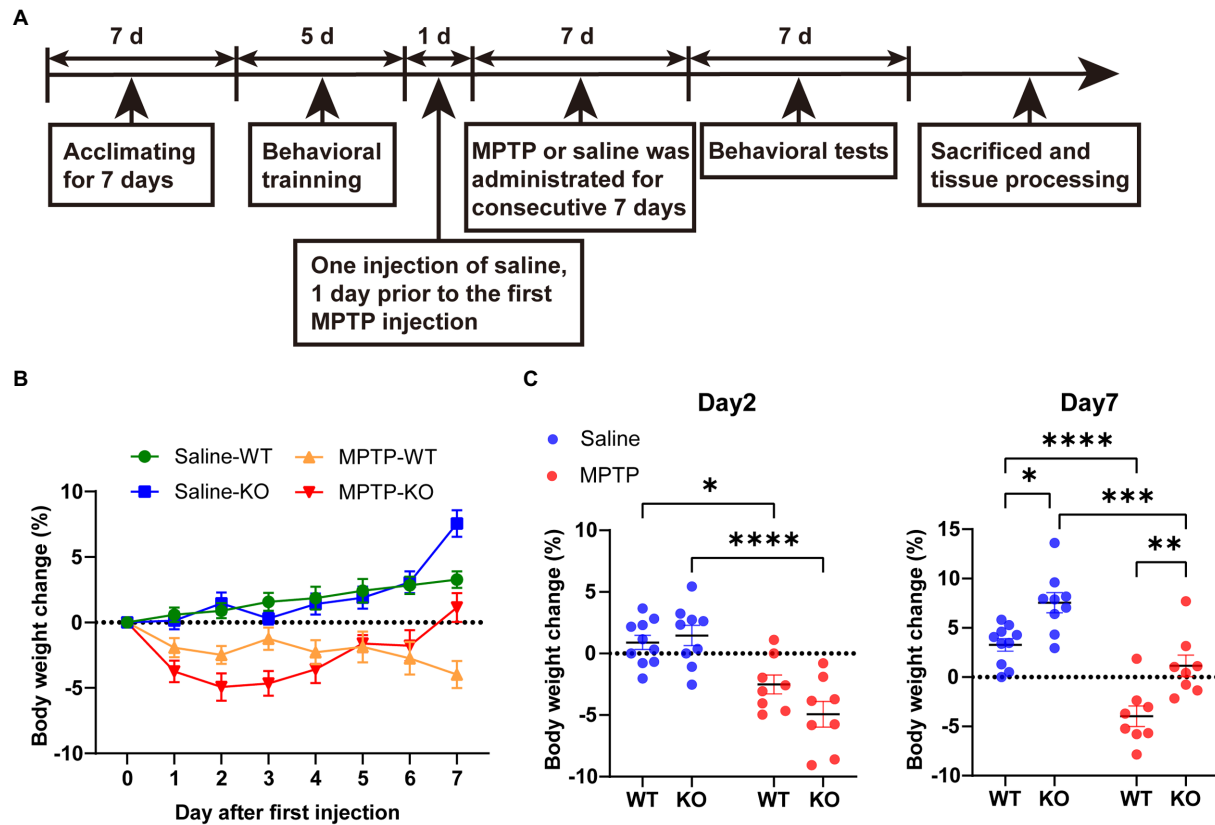 A
7 d
5 d
1 d
7 d
7 d
Acclimating
for 7 days
Behavioral
trainning
MPTP or saline was
administrated for
consecutive 7 days
Behavioral tests
Sacrificed and
tissue processing
One injection of saline,
1 day prior to the first
MPTP injection
B
Saline-WT
MPTP-WT
Saline-KO
MPTP-KO
Body weight change (%)
10
5
0
-5
-10
0 1 2 3 4 5 6 7
Day after first injection
C
Day2
Saline
MPTP
*
****
Body weight change (%)
10
5
0
-5
-10
WT KO WT KO
Day7
****
*
***
**
Body weight change (%)
15
10
5
0
-5
-10
WT KO WT KO